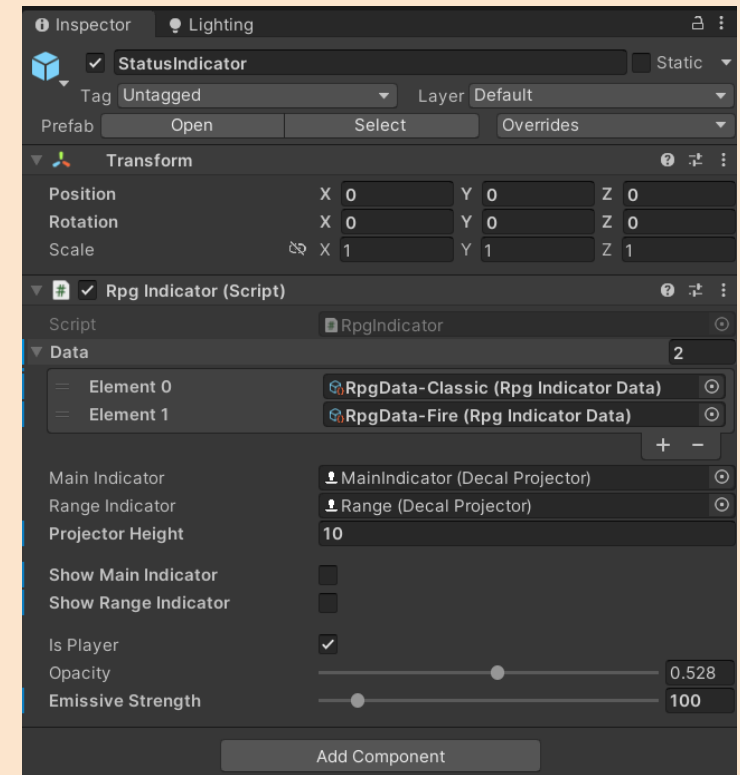 Inspector Lighting
StatusIndicator Static
Tag Untagged Layer Default
Prefab Open Select Overrides
Transform
Position X 0 Y 0 Z 0
Rotation X 0 Y 0 Z 0
Scale X 1 Y 1 Z 1
# Rpg Indicator (Script)
Script # RpgIndicator
Data 2
Element 0 RpgData-Classic (Rpg Indicator Data)
Element 1 RpgData-Fire (Rpg Indicator Data)
+ −
Main Indicator MainIndicator (Decal Projector)
Range Indicator Range (Decal Projector)
Projector Height 10
Show Main Indicator
Show Range Indicator
Is Player
Opacity 0.528
Emissive Strength 100
Add Component